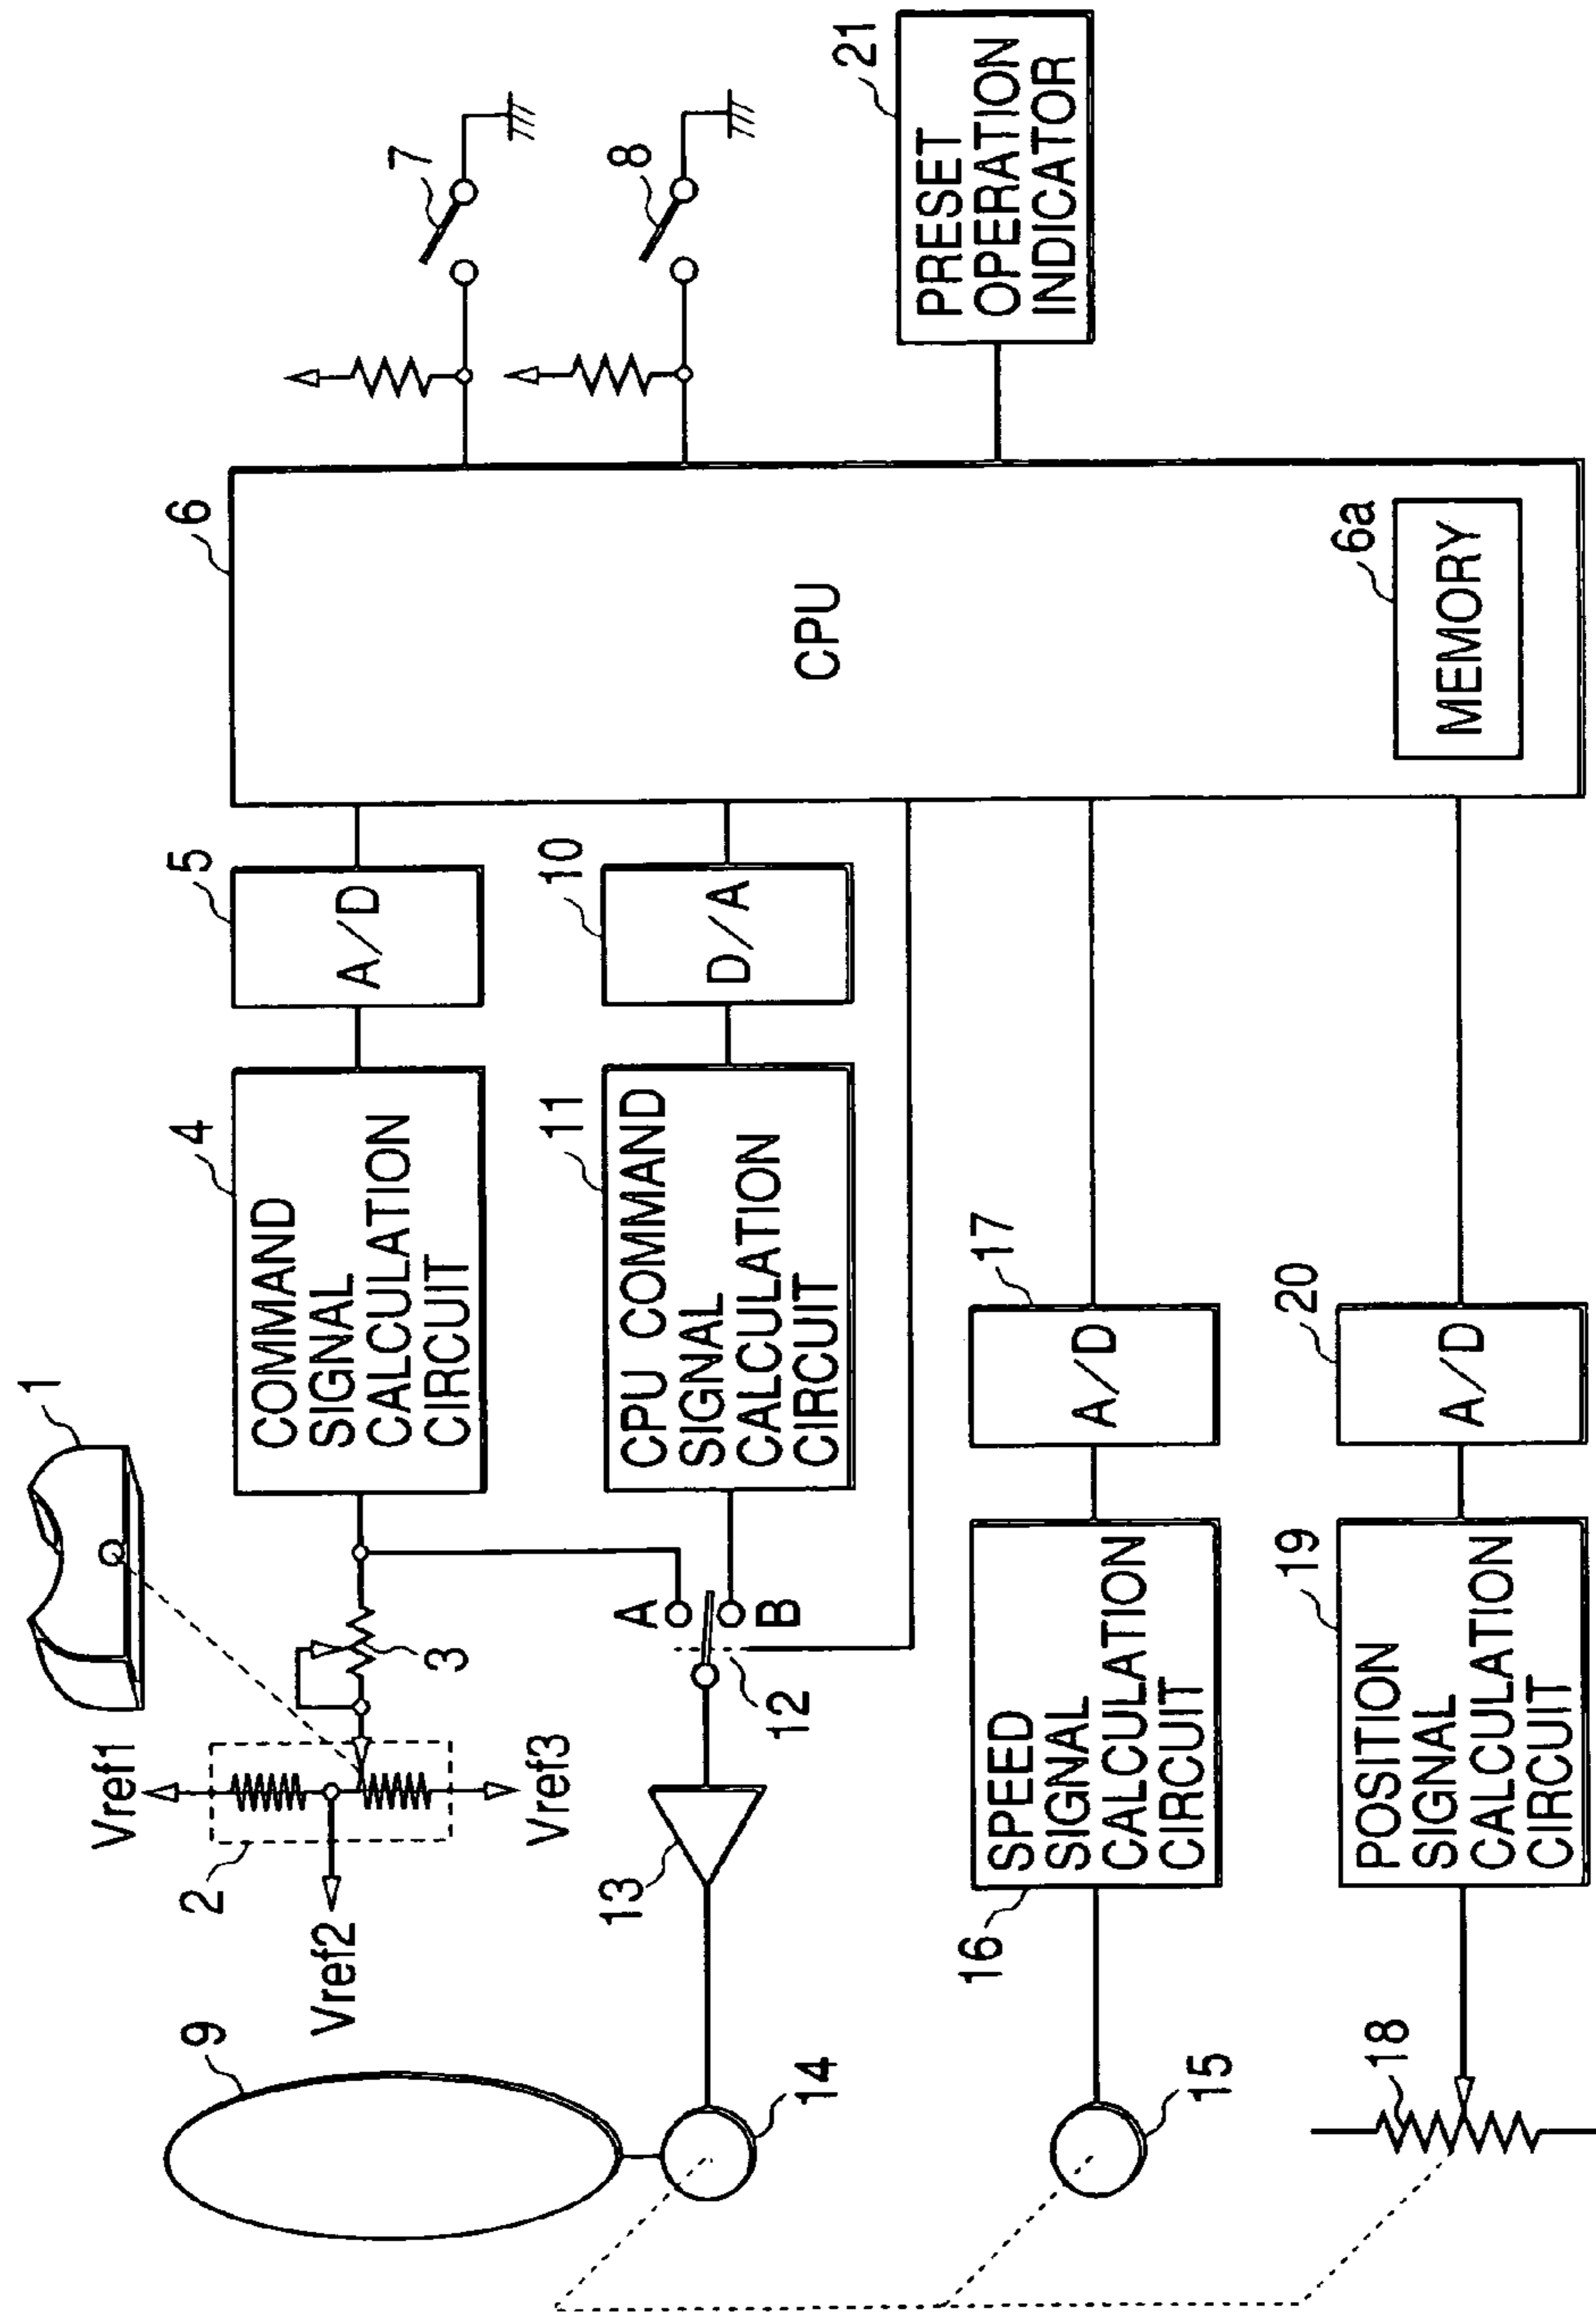 1
Vref1
2
Vref2
Vref3
3
4
COMMAND
SIGNAL
CALCULATION
CIRCUIT
5
A/D
6
CPU
6a
MEMORY
7
8
9
A
B
12
13
14
11
CPU COMMAND
SIGNAL
CALCULATION
CIRCUIT
10
D/A
21
PRESET
OPERATION
INDICATOR
15
16
SPEED
SIGNAL
CALCULATION
CIRCUIT
17
A/D
18
19
POSITION
SIGNAL
CALCULATION
CIRCUIT
20
A/D